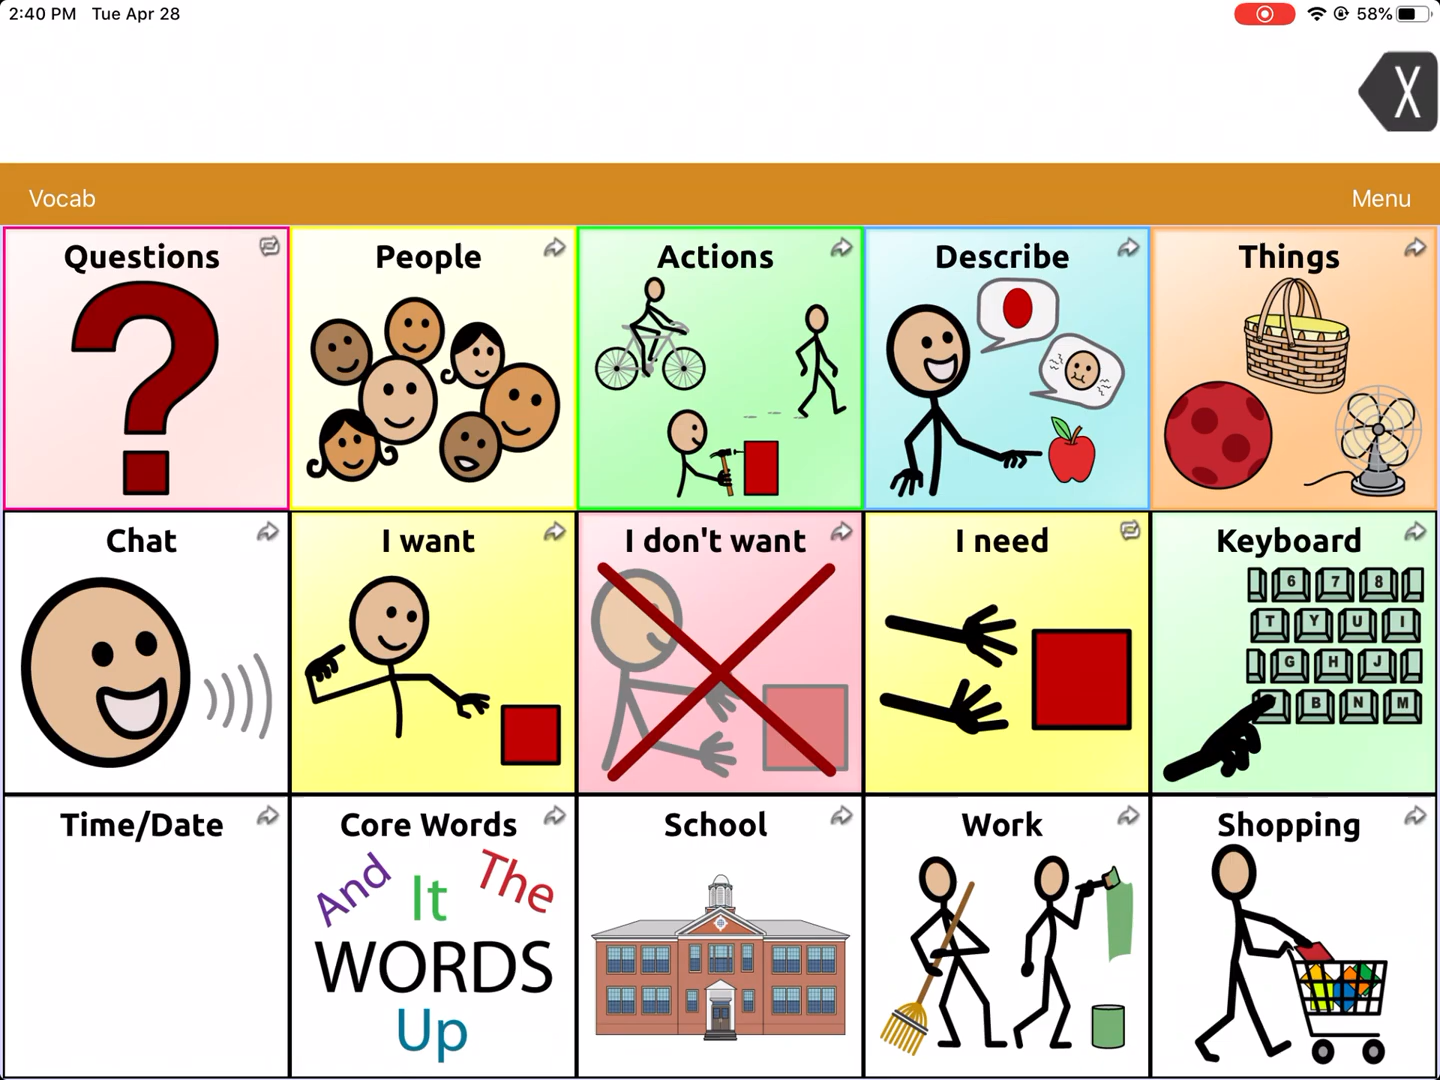 2:40 PM Tue Apr 28 58%
X
Vocab Menu
Questions People Actions Describe Things
Chat I want I don't want I need Keyboard
6 7 8
T Y U I
G H J
B N M
Time/Date Core Words School Work Shopping
And It The
WORDS
Up